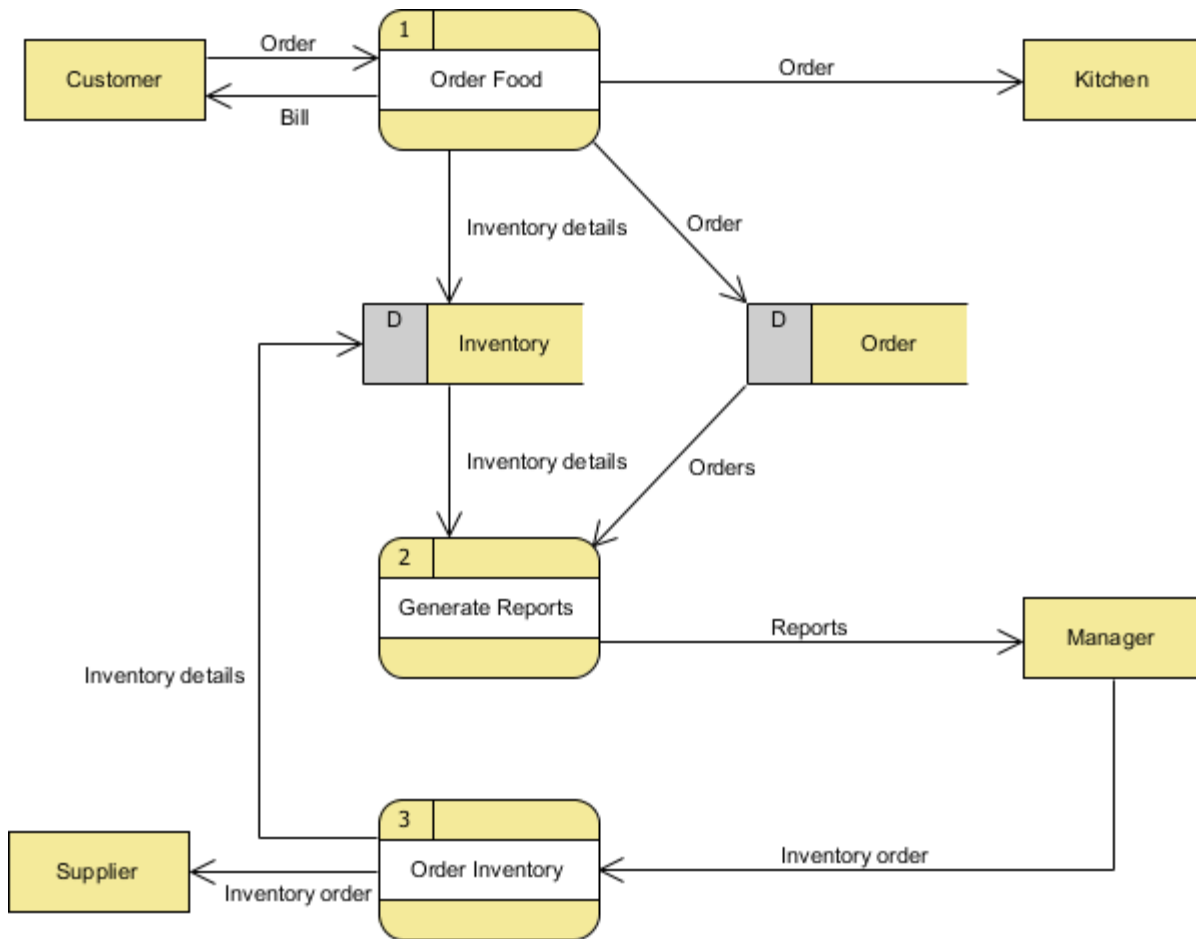 1
Order
Customer
Order Food
Order
Kitchen
Bill
Inventory details
Order
D
Inventory
D
Order
Inventory details
Orders
2
Generate Reports
Reports
Manager
Inventory details
3
Order Inventory
Inventory order
Supplier
Inventory order